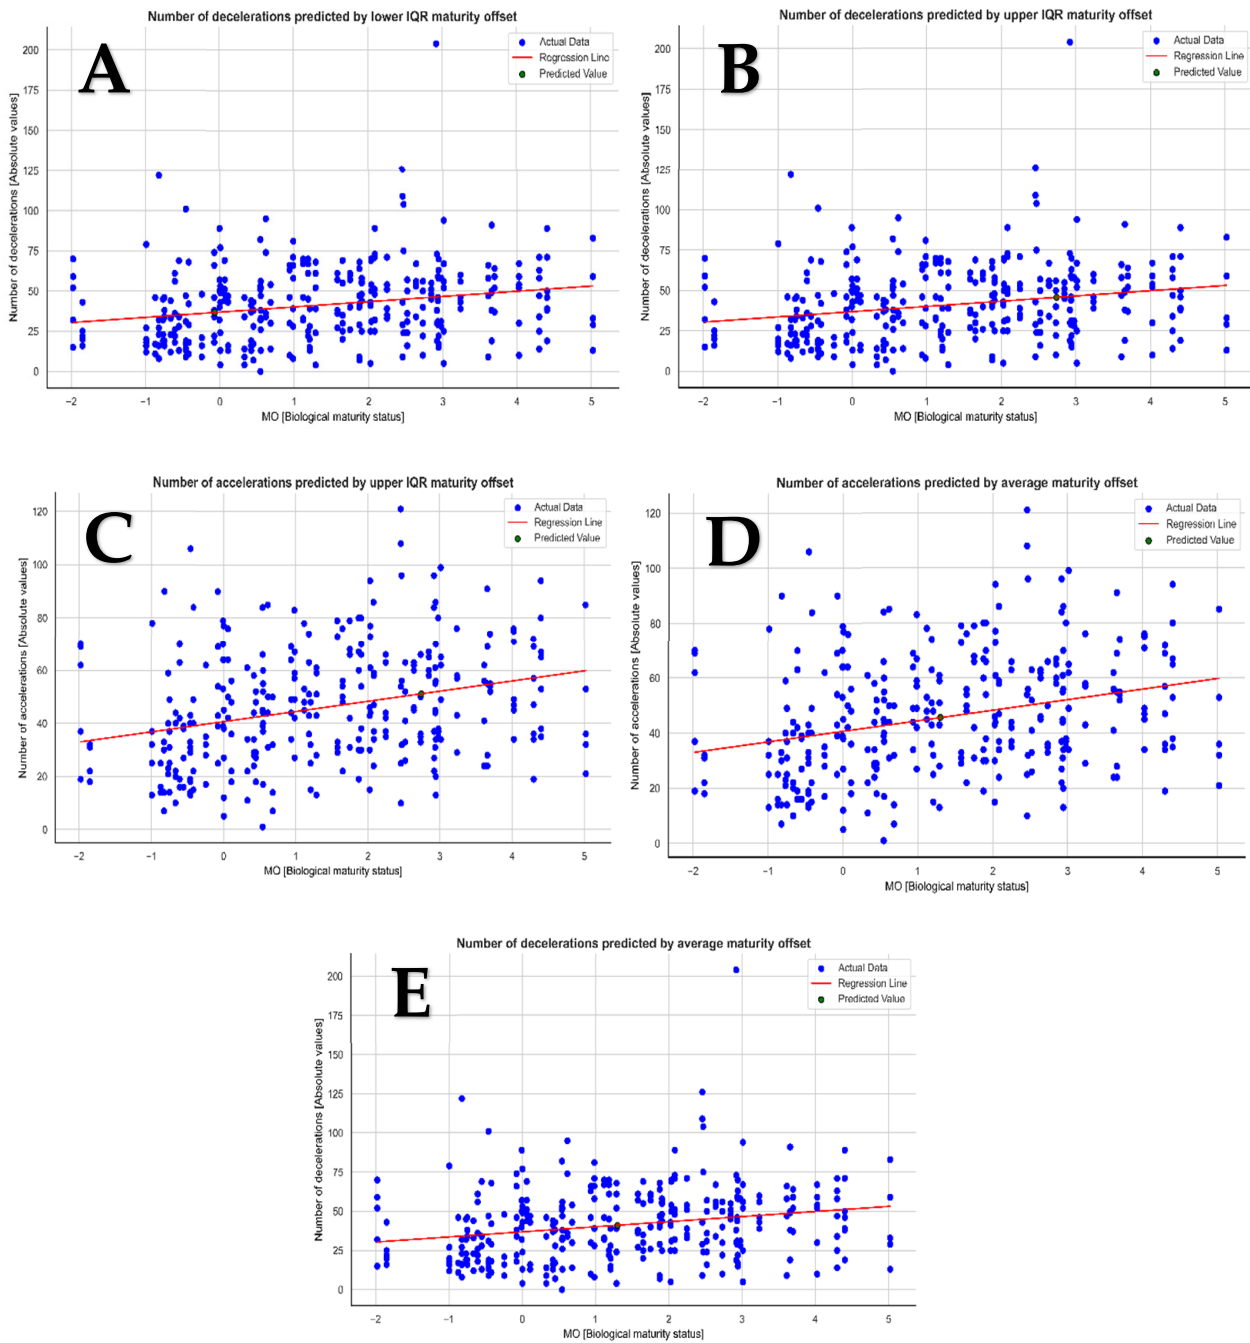 Number of decelerations predicted by lower IQR maturity offset
A
Actual Data
Regression Line
Predicted Value
200
175
150
125
100
75
50
25
0
Number of decelerations [Absolute values]
−2 −1 0 1 2 3 4 5
MO [Biological maturity status]
Number of decelerations predicted by upper IQR maturity offset
B
Actual Data
Regression Line
Predicted Value
200
175
150
125
100
75
50
25
0
Number of decelerations [Absolute values]
−2 −1 0 1 2 3 4 5
MO [Biological maturity status]
Number of accelerations predicted by upper IQR maturity offset
C
Actual Data
Regression Line
Predicted Value
120
100
80
60
40
20
0
Number of accelerations [Absolute values]
−2 −1 0 1 2 3 4 5
MO [Biological maturity status]
Number of accelerations predicted by average maturity offset
D
Actual Data
Regression Line
Predicted Value
120
100
80
60
40
20
0
Number of accelerations [Absolute values]
−2 −1 0 1 2 3 4 5
MO [Biological maturity status]
Number of decelerations predicted by average maturity offset
E
Actual Data
Regression Line
Predicted Value
200
175
150
125
100
75
50
25
0
Number of decelerations [Absolute values]
−2 −1 0 1 2 3 4 5
MO [Biological maturity status]